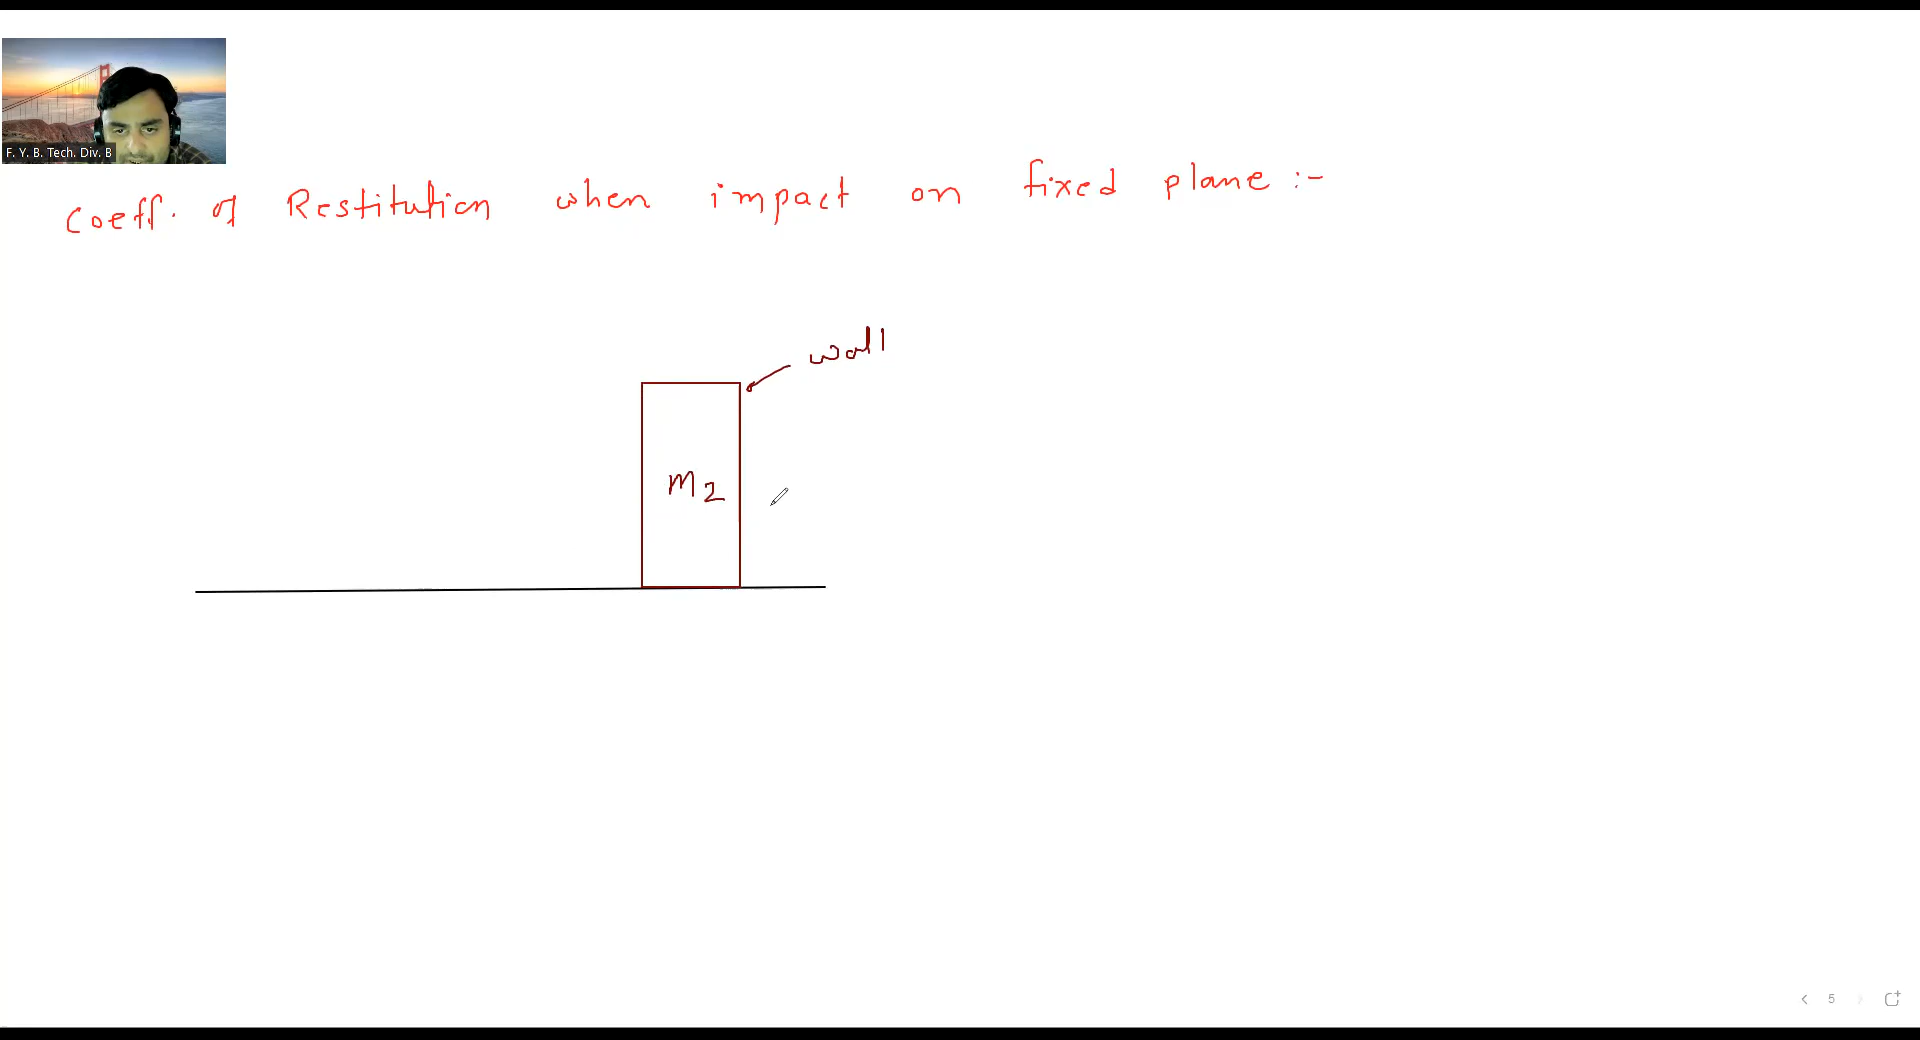 F. Y. B. Tech. Div. B
Coeff. of Restitution when impact on fixed plane :-
wall
m2
5